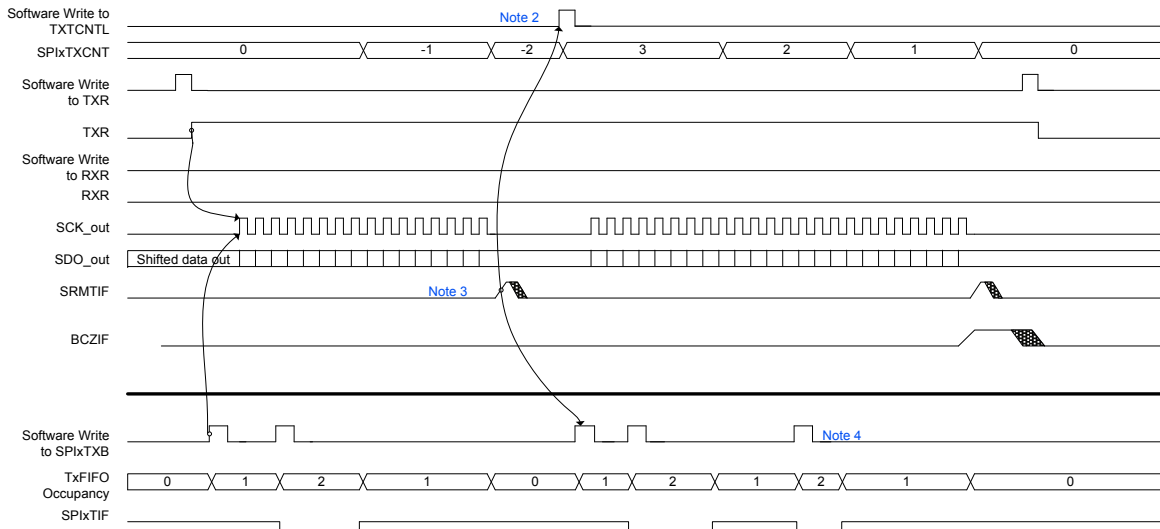 Software Write to
TXTCNTL
Note 2
SPIxTXCNT
0 -1 -2 3 2 1 0
Software Write
to TXR
TXR
Software Write
to RXR
RXR
SCK_out
SDO_out
Shifted data out
SRMTIF
Note 3
BCZIF
Software Write
to SPIxTXB
Note 4
TxFIFO
Occupancy
0 1 2 1 0 1 2 1 2 1 0
SPIxTIF